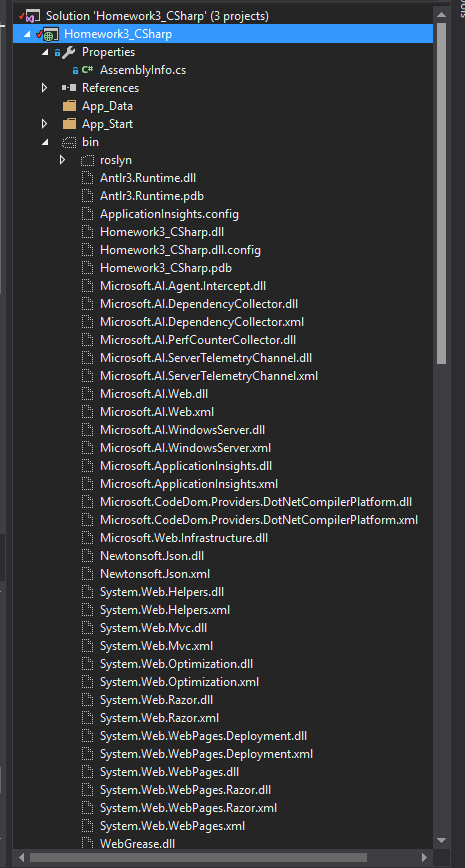 Solution 'Homework3_CSharp' (3 projects)
Homework3_CSharp
Properties
C# AssemblyInfo.cs
References
App_Data
App_Start
bin
roslyn
Antlr3.Runtime.dll
Antlr3.Runtime.pdb
ApplicationInsights.config
Homework3_CSharp.dll
Homework3_CSharp.dll.config
Homework3_CSharp.pdb
Microsoft.AI.Agent.Intercept.dll
Microsoft.AI.DependencyCollector.dll
Microsoft.AI.DependencyCollector.xml
Microsoft.AI.PerfCounterCollector.dll
Microsoft.AI.ServerTelemetryChannel.dll
Microsoft.AI.ServerTelemetryChannel.xml
Microsoft.AI.Web.dll
Microsoft.AI.Web.xml
Microsoft.AI.WindowsServer.dll
Microsoft.AI.WindowsServer.xml
Microsoft.ApplicationInsights.dll
Microsoft.ApplicationInsights.xml
Microsoft.CodeDom.Providers.DotNetCompilerPlatform.dll
Microsoft.CodeDom.Providers.DotNetCompilerPlatform.xml
Microsoft.Web.Infrastructure.dll
Newtonsoft.Json.dll
Newtonsoft.Json.xml
System.Web.Helpers.dll
System.Web.Helpers.xml
System.Web.Mvc.dll
System.Web.Mvc.xml
System.Web.Optimization.dll
System.Web.Optimization.xml
System.Web.Razor.dll
System.Web.Razor.xml
System.Web.WebPages.Deployment.dll
System.Web.WebPages.Deployment.xml
System.Web.WebPages.dll
System.Web.WebPages.Razor.dll
System.Web.WebPages.Razor.xml
System.Web.WebPages.xml
WebGrease.dll